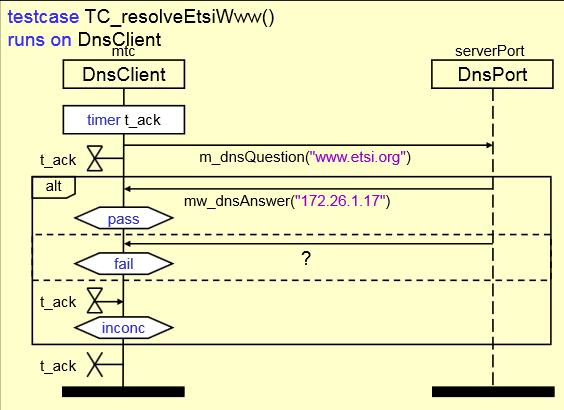 testcase TC_resolveEtsiWww()
runs on DnsClient
mtc
serverPort
DnsClient
DnsPort
timer t_ack
m_dnsQuestion("www.etsi.org")
t_ack
alt
mw_dnsAnswer("172.26.1.17")
pass
?
fail
t_ack
inconc
t_ack